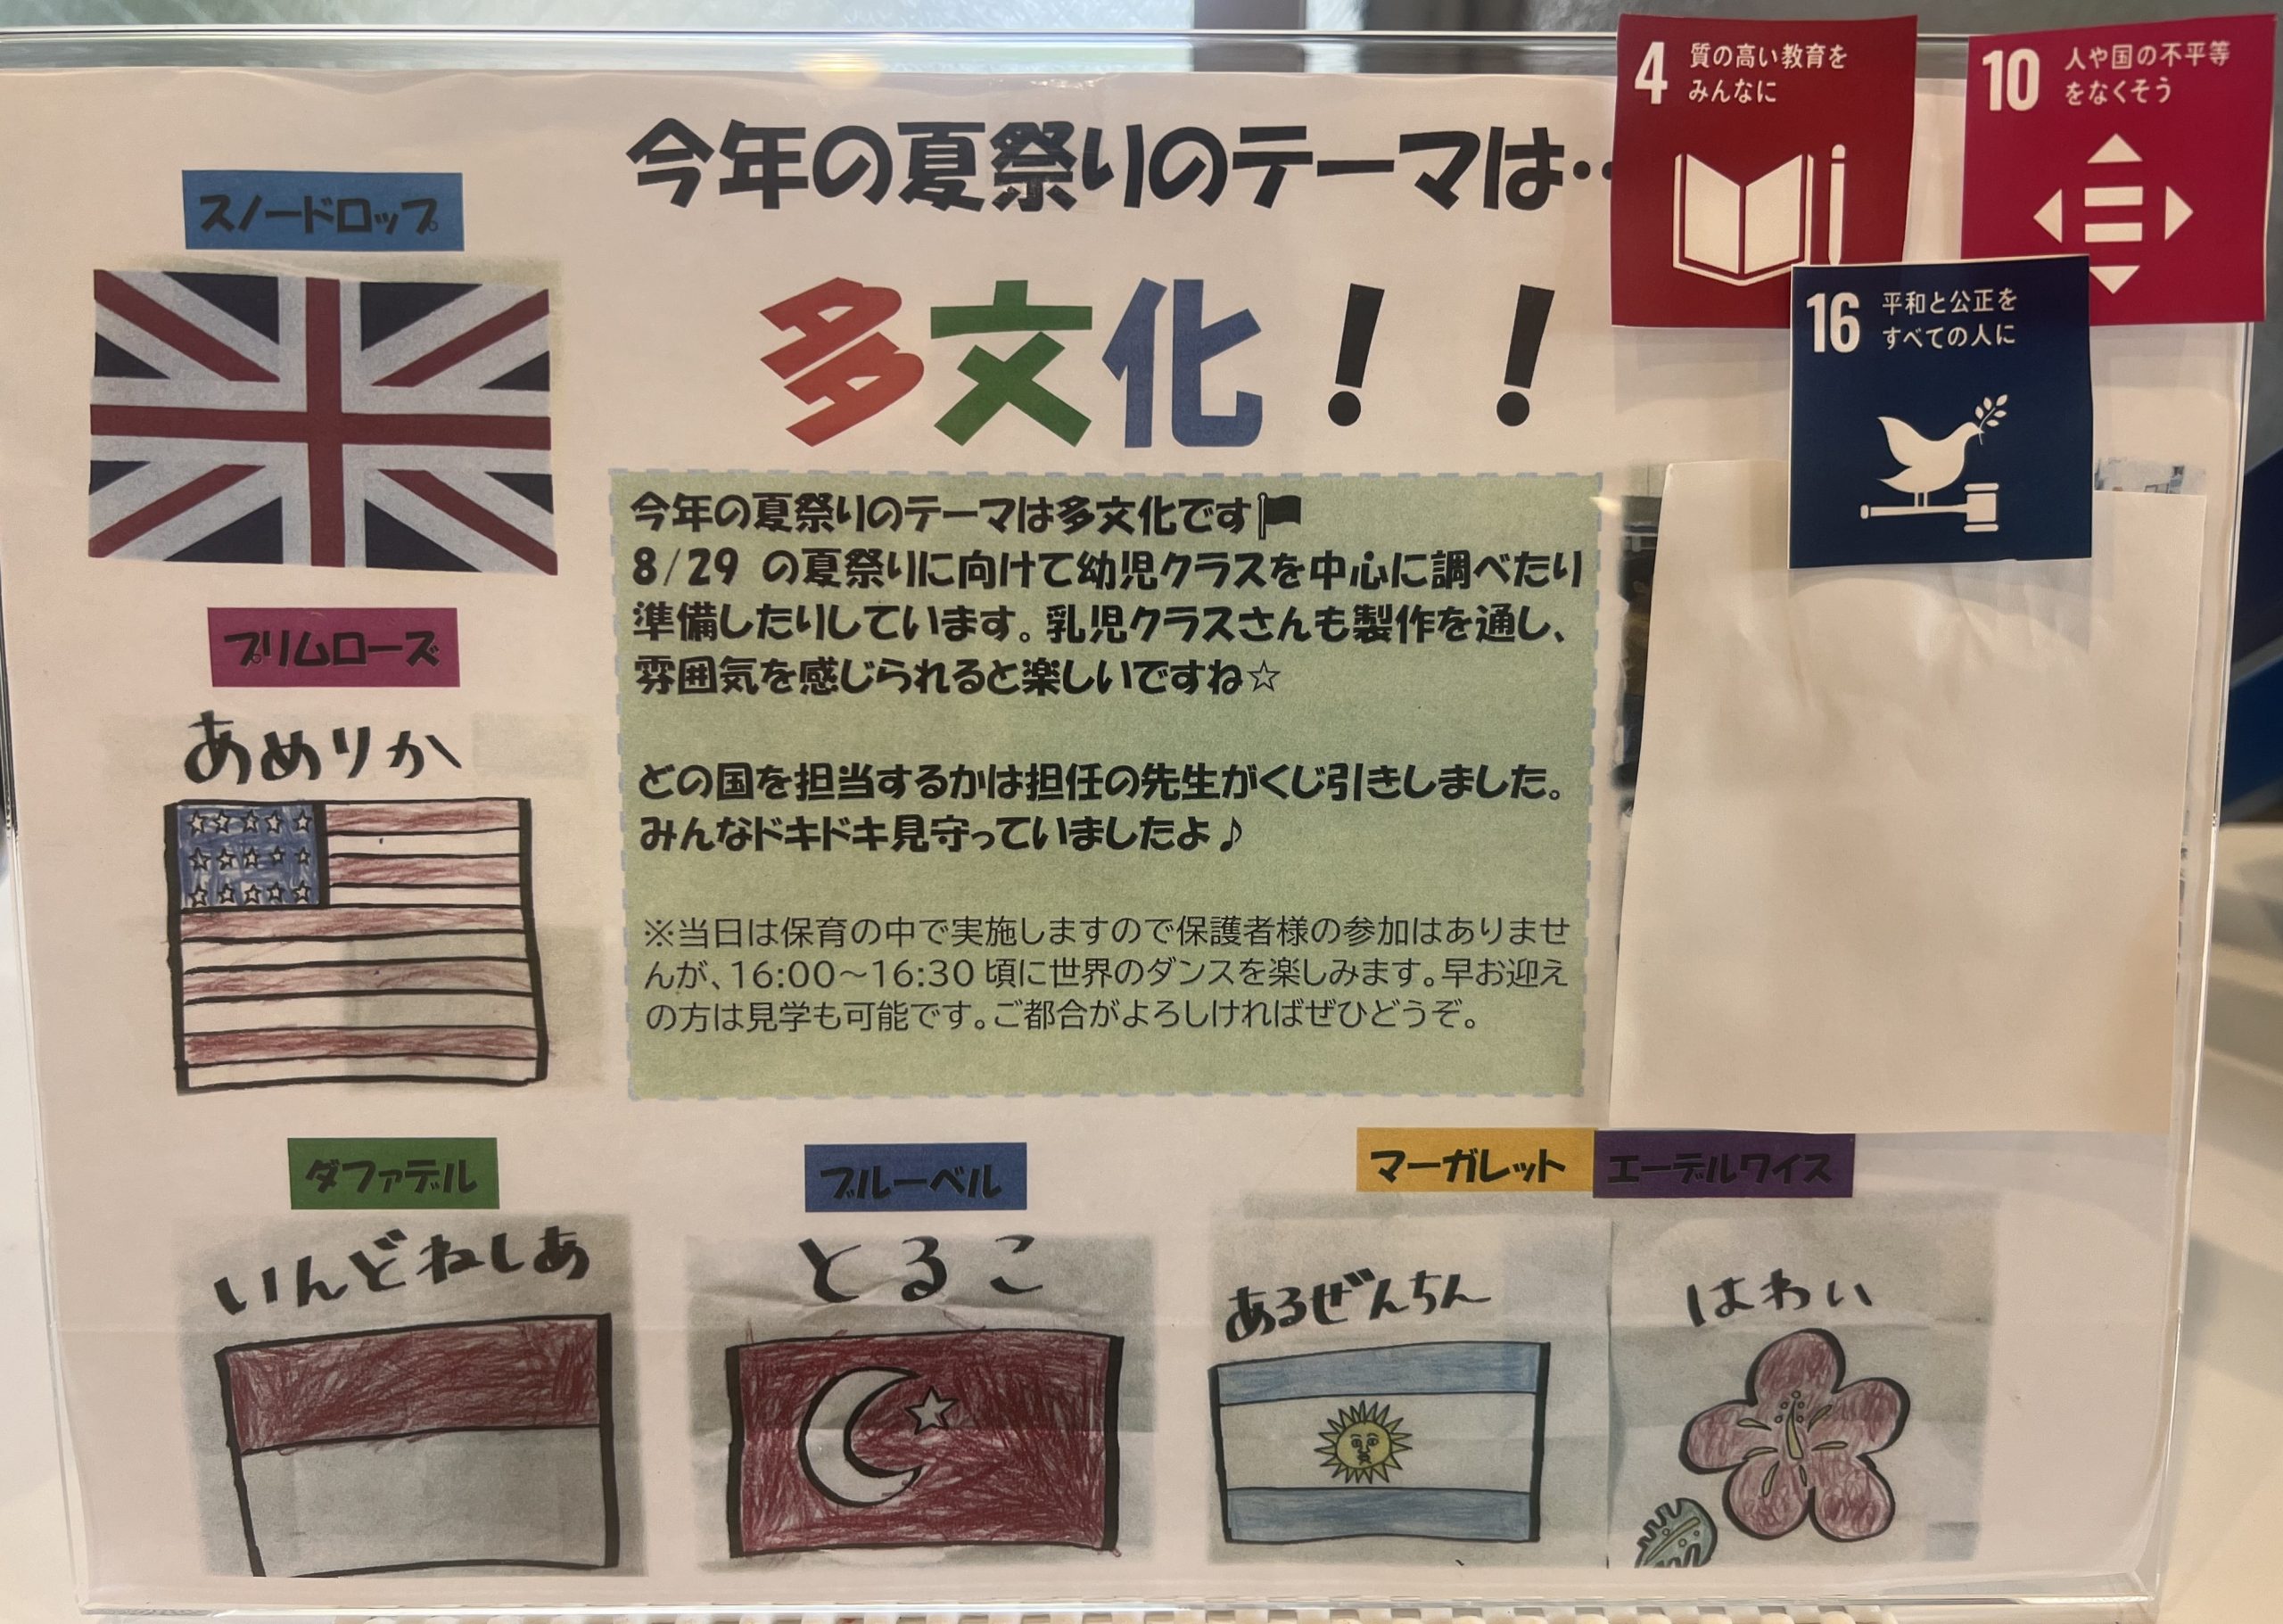 今年の夏祭りのテーマは‥
4 質の高い教育を
みんなに
10 人や国の不平等
をなくそう
16 平和と公正を
すべての人に
多文化！！
スノードロップ
今年の夏祭りのテーマは多文化です
8/29 の夏祭りに向けて幼児クラスを中心に調べたり
準備したりしています。乳児クラスさんも製作を通し、
雰囲気を感じられると楽しいですね☆
どの国を担当するかは担任の先生がくじ引きしました。
みんなドキドキ見守っていましたよ♪
※当日は保育の中で実施しますので保護者様の参加はありませ
んが、16:00～16:30 頃に世界のダンスを楽しみます。早お迎え
の方は見学も可能です。ご都合がよろしければぜひどうぞ。
プリムローズ
あめりか
ダファデル
いんどねしあ
ブルーベル
とるこ
マーガレット
あるぜんちん
エーデルワイス
はわい